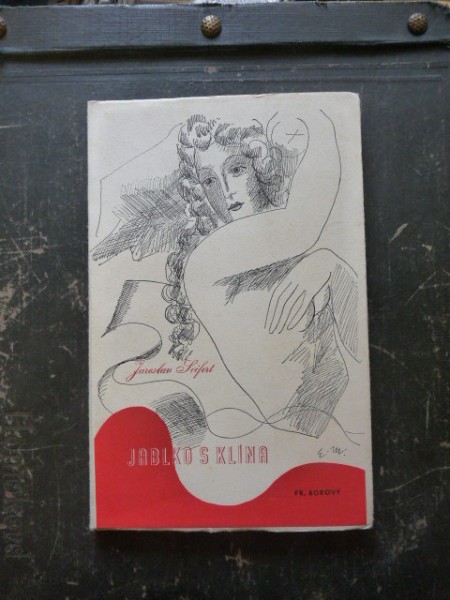 Jaroslav Seifert
E. M.
JABLKO S KLÍNA
FR. BOROVÝ